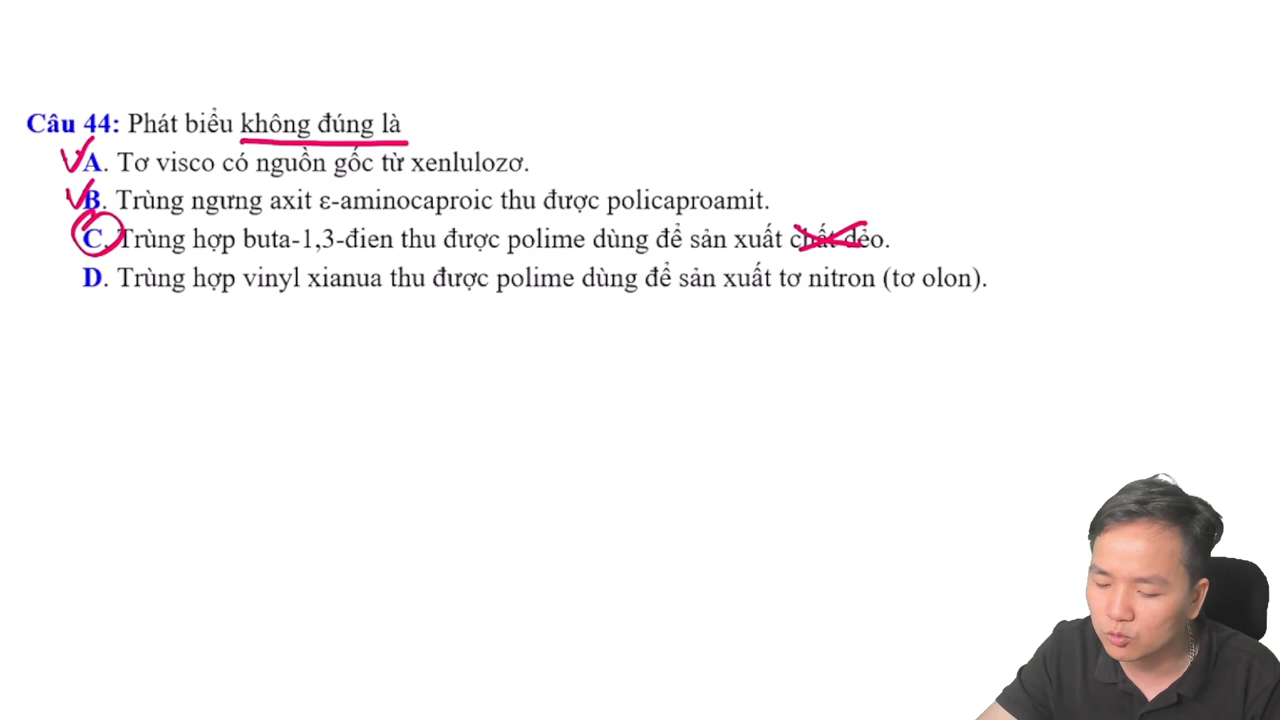 Câu 44: Phát biểu không đúng là
A. Tơ visco có nguồn gốc từ xenlulozơ.
B. Trùng ngưng axit ε-aminocaproic thu được policaproamit.
C. Trùng hợp buta-1,3-đien thu được polime dùng để sản xuất chất dẻo.
D. Trùng hợp vinyl xianua thu được polime dùng để sản xuất tơ nitron (tơ olon).